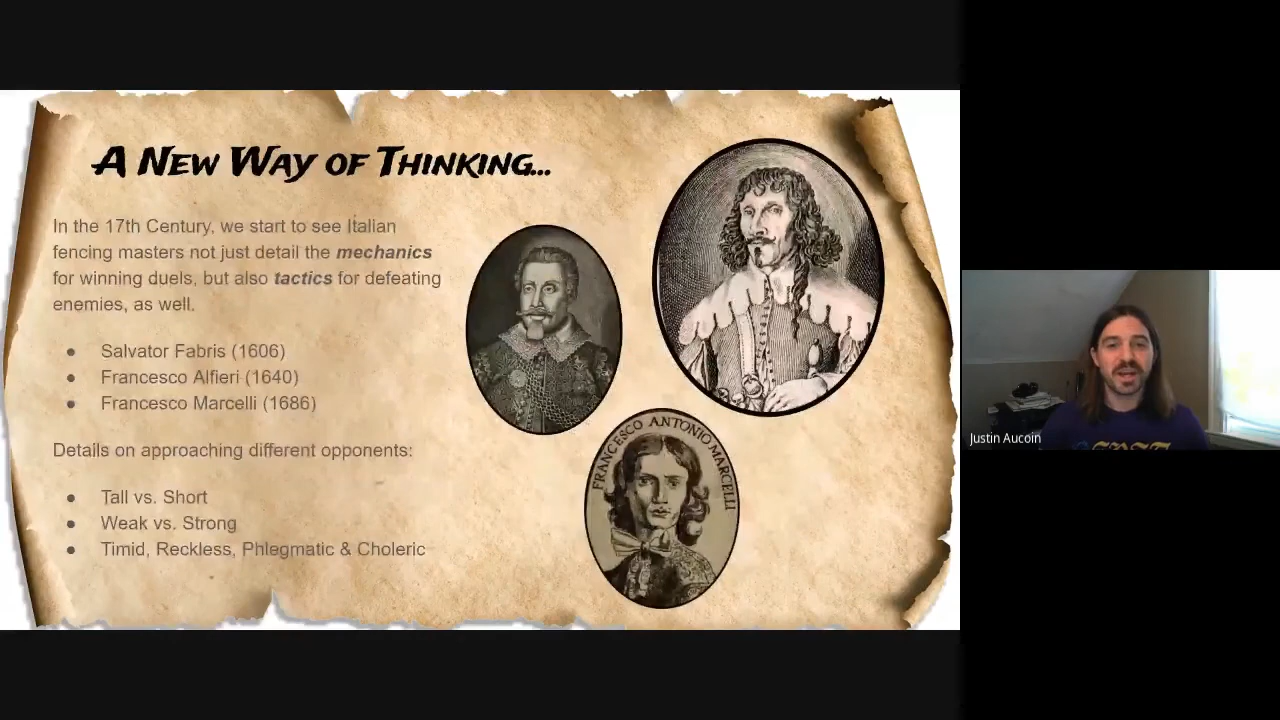 A New Way of Thinking...
In the 17th Century, we start to see Italian
fencing masters not just detail the mechanics
for winning duels, but also tactics for defeating
enemies, as well.
● Salvator Fabris (1606)
● Francesco Alfieri (1640)
● Francesco Marcelli (1686)
Details on approaching different opponents:
● Tall vs. Short
● Weak vs. Strong
● Timid, Reckless, Phlegmatic & Choleric
FRANCESCO ANTONIO MARCELLI
Justin Aucoin